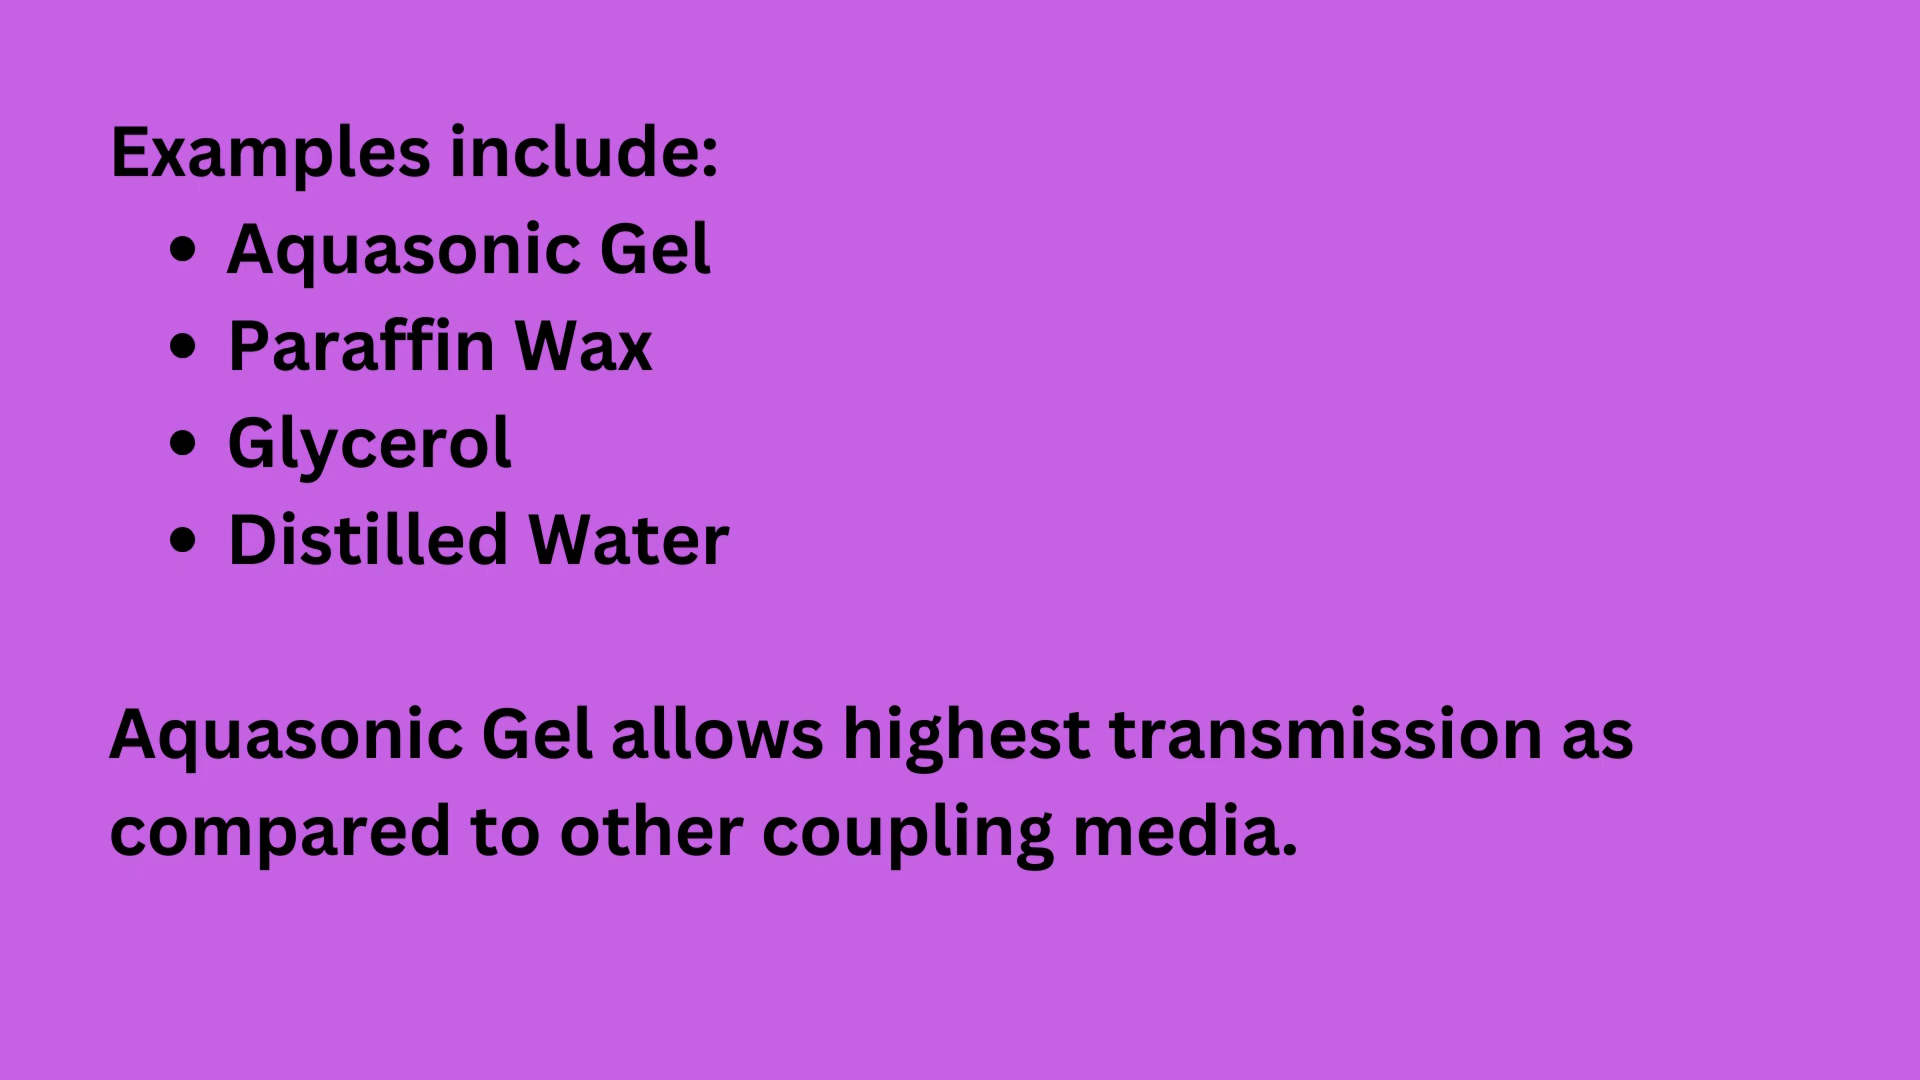 Examples include:
• Aquasonic Gel
• Paraffin Wax
• Glycerol
• Distilled Water
Aquasonic Gel allows highest transmission as
compared to other coupling media.